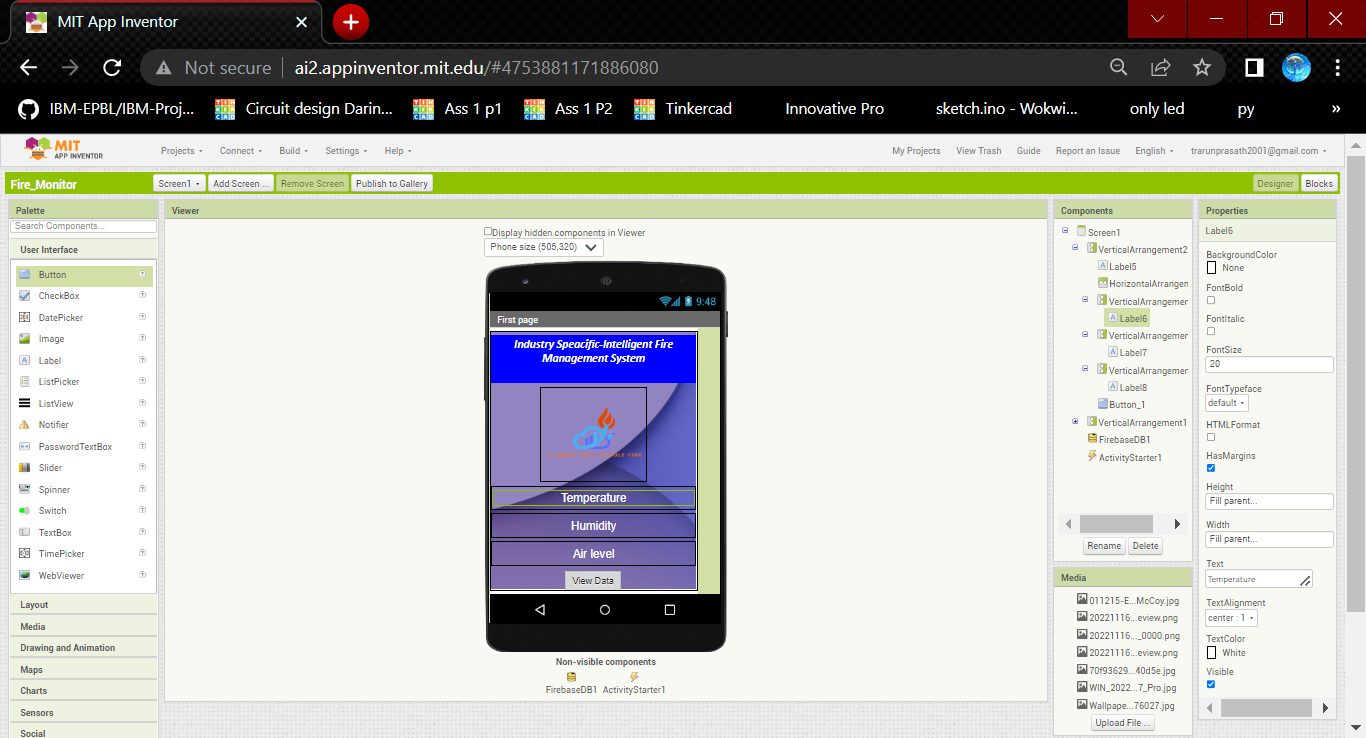 MIT App Inventor
Not secure ai2.appinventor.mit.edu/#4753881171886080
IBM-EPBL/IBM-Proj... Circuit design Darin... Ass 1 p1 Ass 1 P2 Tinkercad Innovative Pro sketch.ino - Wokwi... only led py »
MIT
APP INVENTOR
Projects Connect Build Settings Help My Projects View Trash Guide Report an Issue English trarunprasath2001@gmail.com
Fire_Monitor Screen1 Add Screen ... Remove Screen Publish to Gallery Designer Blocks
Palette
Search Components...
User Interface
Button
CheckBox
DatePicker
Image
Label
ListPicker
ListView
Notifier
PasswordTextBox
Slider
Spinner
Switch
TextBox
TimePicker
WebViewer
Layout
Media
Drawing and Animation
Maps
Charts
Sensors
Social
Viewer
Display hidden components in Viewer
Phone size (505,320)
9:48
First page
Industry Speacific-Intelligent Fire
Management System
Temperature
Humidity
Air level
View Data
Non-visible components
FirebaseDB1 ActivityStarter1
Components
Screen1
VerticalArrangement2
Label5
HorizontalArrangen
VerticalArrangemer
Label6
VerticalArrangemer
Label7
VerticalArrangemer
Label8
Button_1
VerticalArrangement1
FirebaseDB1
ActivityStarter1
Rename Delete
Media
011215-E...McCoy.jpg
20221116...eview.png
20221116..._0000.png
20221116...eview.png
70f93629...40d5e.jpg
WIN_2022...7_Pro.jpg
Wallpape...76027.jpg
Upload File ...
Properties
Label6
BackgroundColor
None
FontBold
FontItalic
FontSize
20
FontTypeface
default
HTMLFormat
HasMargins
Height
Fill parent...
Width
Fill parent...
Text
Temperature
TextAlignment
center : 1
TextColor
White
Visible